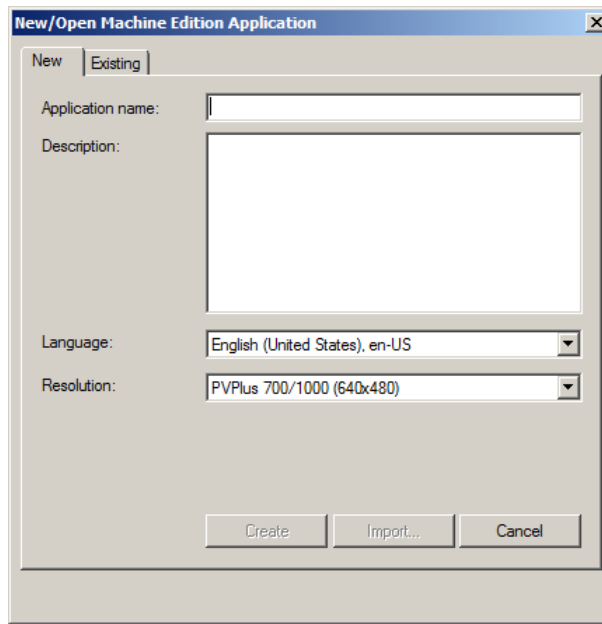 New/Open Machine Edition Application
New Existing
Application name:
Description:
Language: English (United States), en-US
Resolution: PVPlus 700/1000 (640x480)
Create Import... Cancel